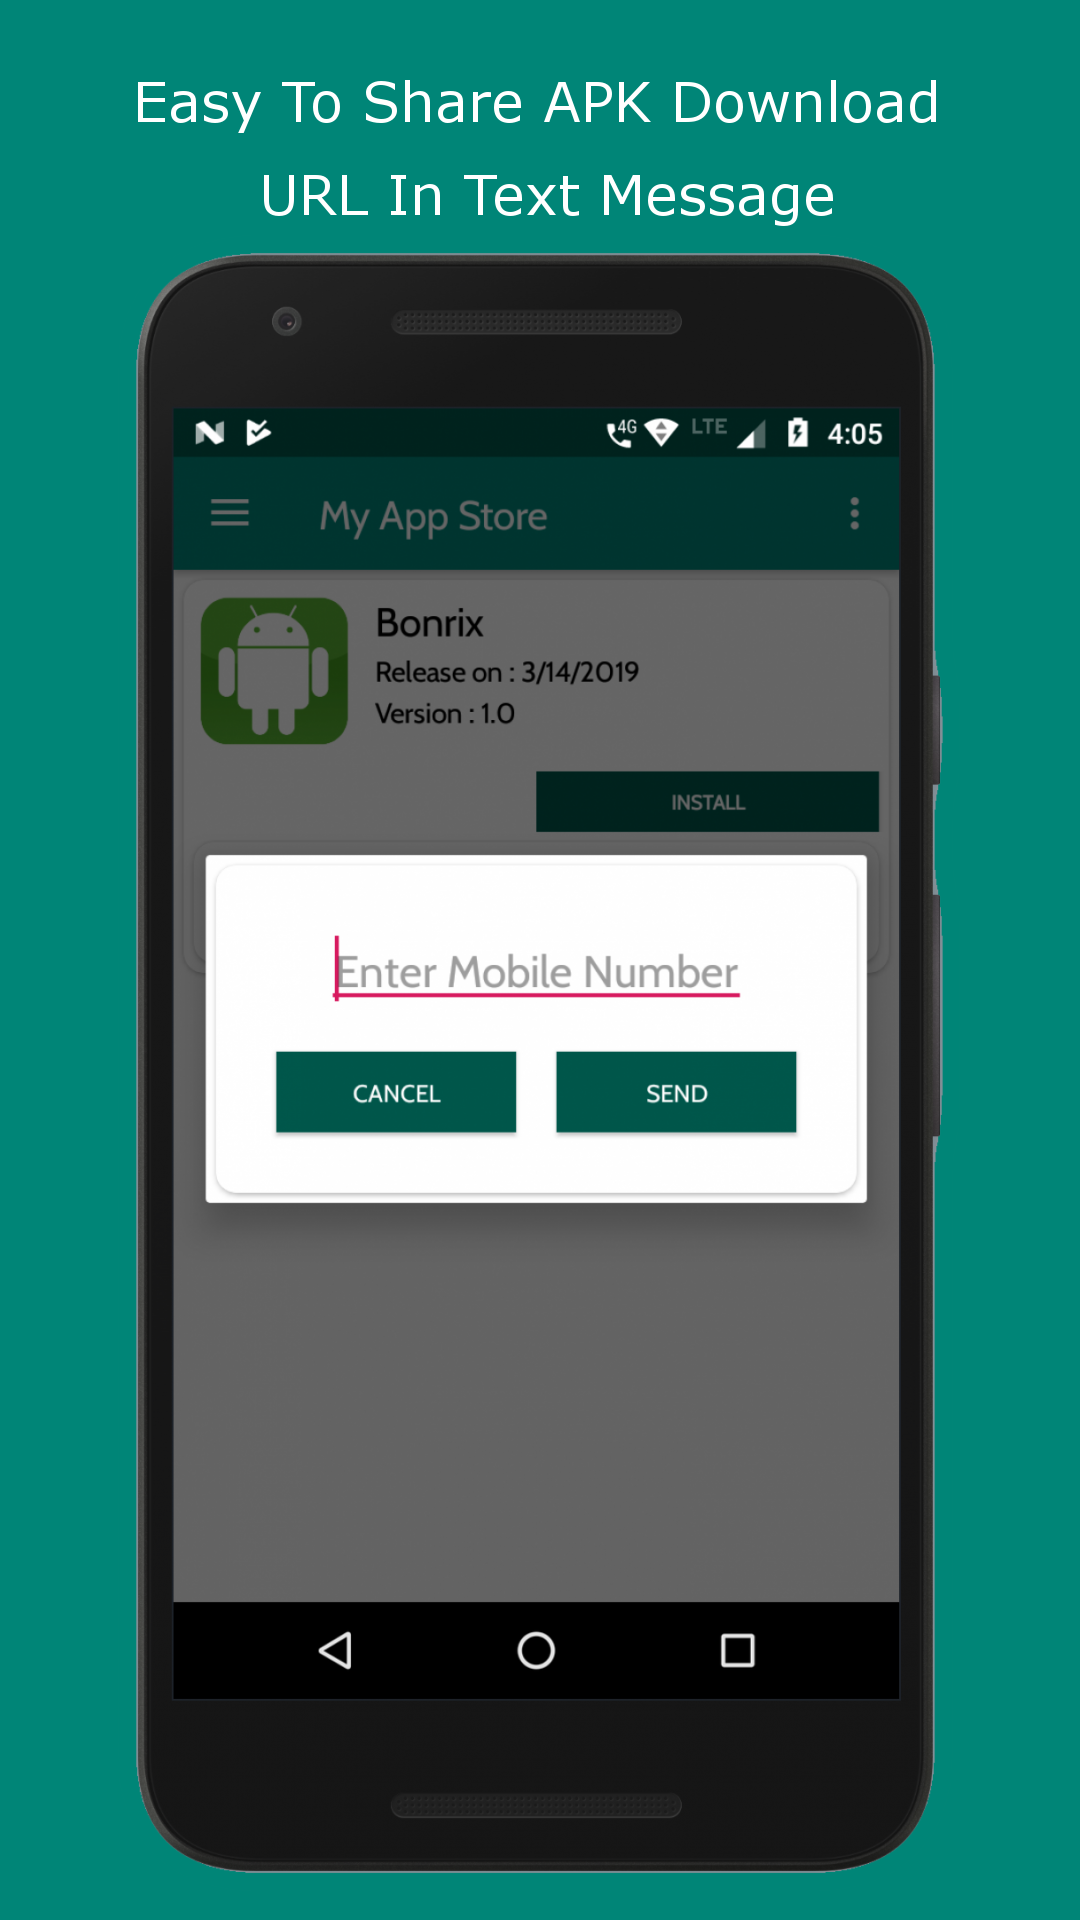 Easy To Share APK Download
URL In Text Message
4G LTE 4:05
My App Store
Bonrix
Release on : 3/14/2019
Version : 1.0
INSTALL
Enter Mobile Number
CANCEL SEND